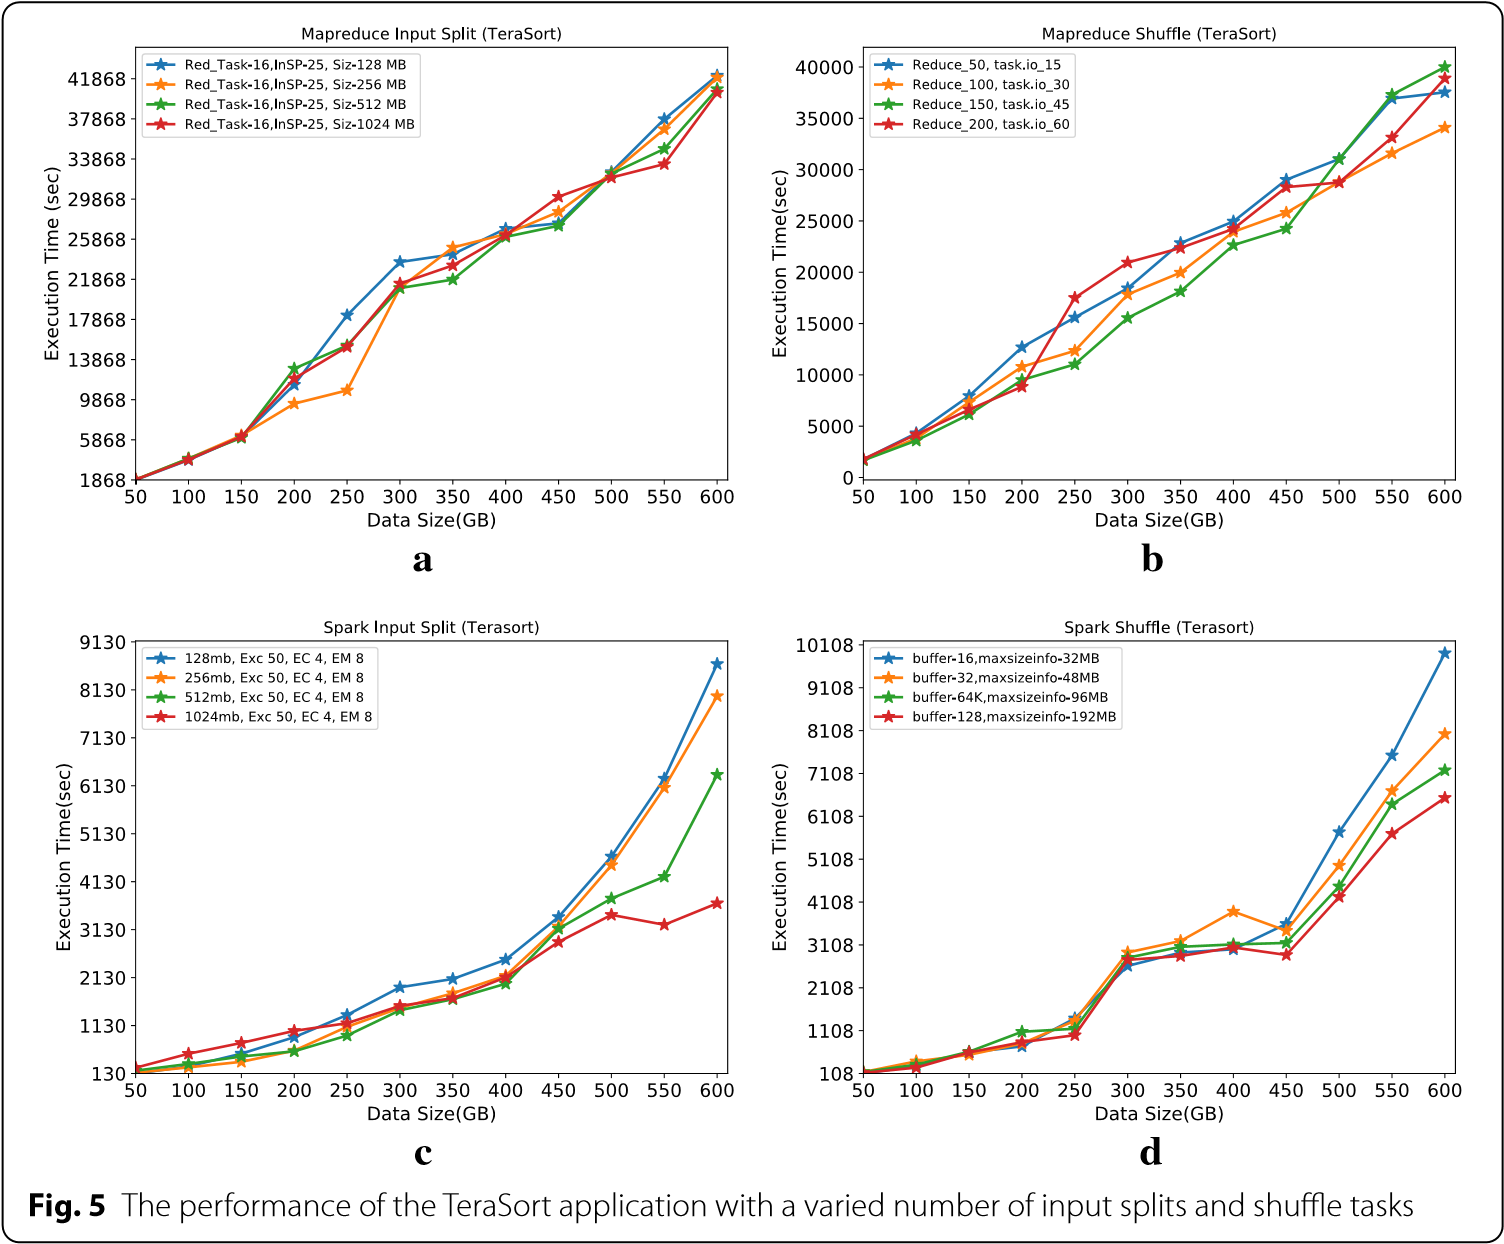 Mapreduce Input Split (TeraSort)
Red_Task-16,InSP-25, Siz-128 MB
Red_Task-16,InSP-25, Siz-256 MB
Red_Task-16,InSP-25, Siz-512 MB
Red_Task-16,InSP-25, Siz-1024 MB
Execution Time (sec)
41868
37868
33868
29868
25868
21868
17868
13868
9868
5868
1868
50 100 150 200 250 300 350 400 450 500 550 600
Data Size(GB)
a
Mapreduce Shuffle (TeraSort)
Reduce_50, task.io_15
Reduce_100, task.io_30
Reduce_150, task.io_45
Reduce_200, task.io_60
Execution Time(sec)
40000
35000
30000
25000
20000
15000
10000
5000
0
50 100 150 200 250 300 350 400 450 500 550 600
Data Size(GB)
b
Spark Input Split (Terasort)
128mb, Exc 50, EC 4, EM 8
256mb, Exc 50, EC 4, EM 8
512mb, Exc 50, EC 4, EM 8
1024mb, Exc 50, EC 4, EM 8
Execution Time(sec)
9130
8130
7130
6130
5130
4130
3130
2130
1130
130
50 100 150 200 250 300 350 400 450 500 550 600
Data Size(GB)
c
Spark Shuffle (Terasort)
buffer-16,maxsizeinfo-32MB
buffer-32,maxsizeinfo-48MB
buffer-64K,maxsizeinfo-96MB
buffer-128,maxsizeinfo-192MB
Execution Time(sec)
10108
9108
8108
7108
6108
5108
4108
3108
2108
1108
108
50 100 150 200 250 300 350 400 450 500 550 600
Data Size(GB)
d
Fig. 5 The performance of the TeraSort application with a varied number of input splits and shuffle tasks